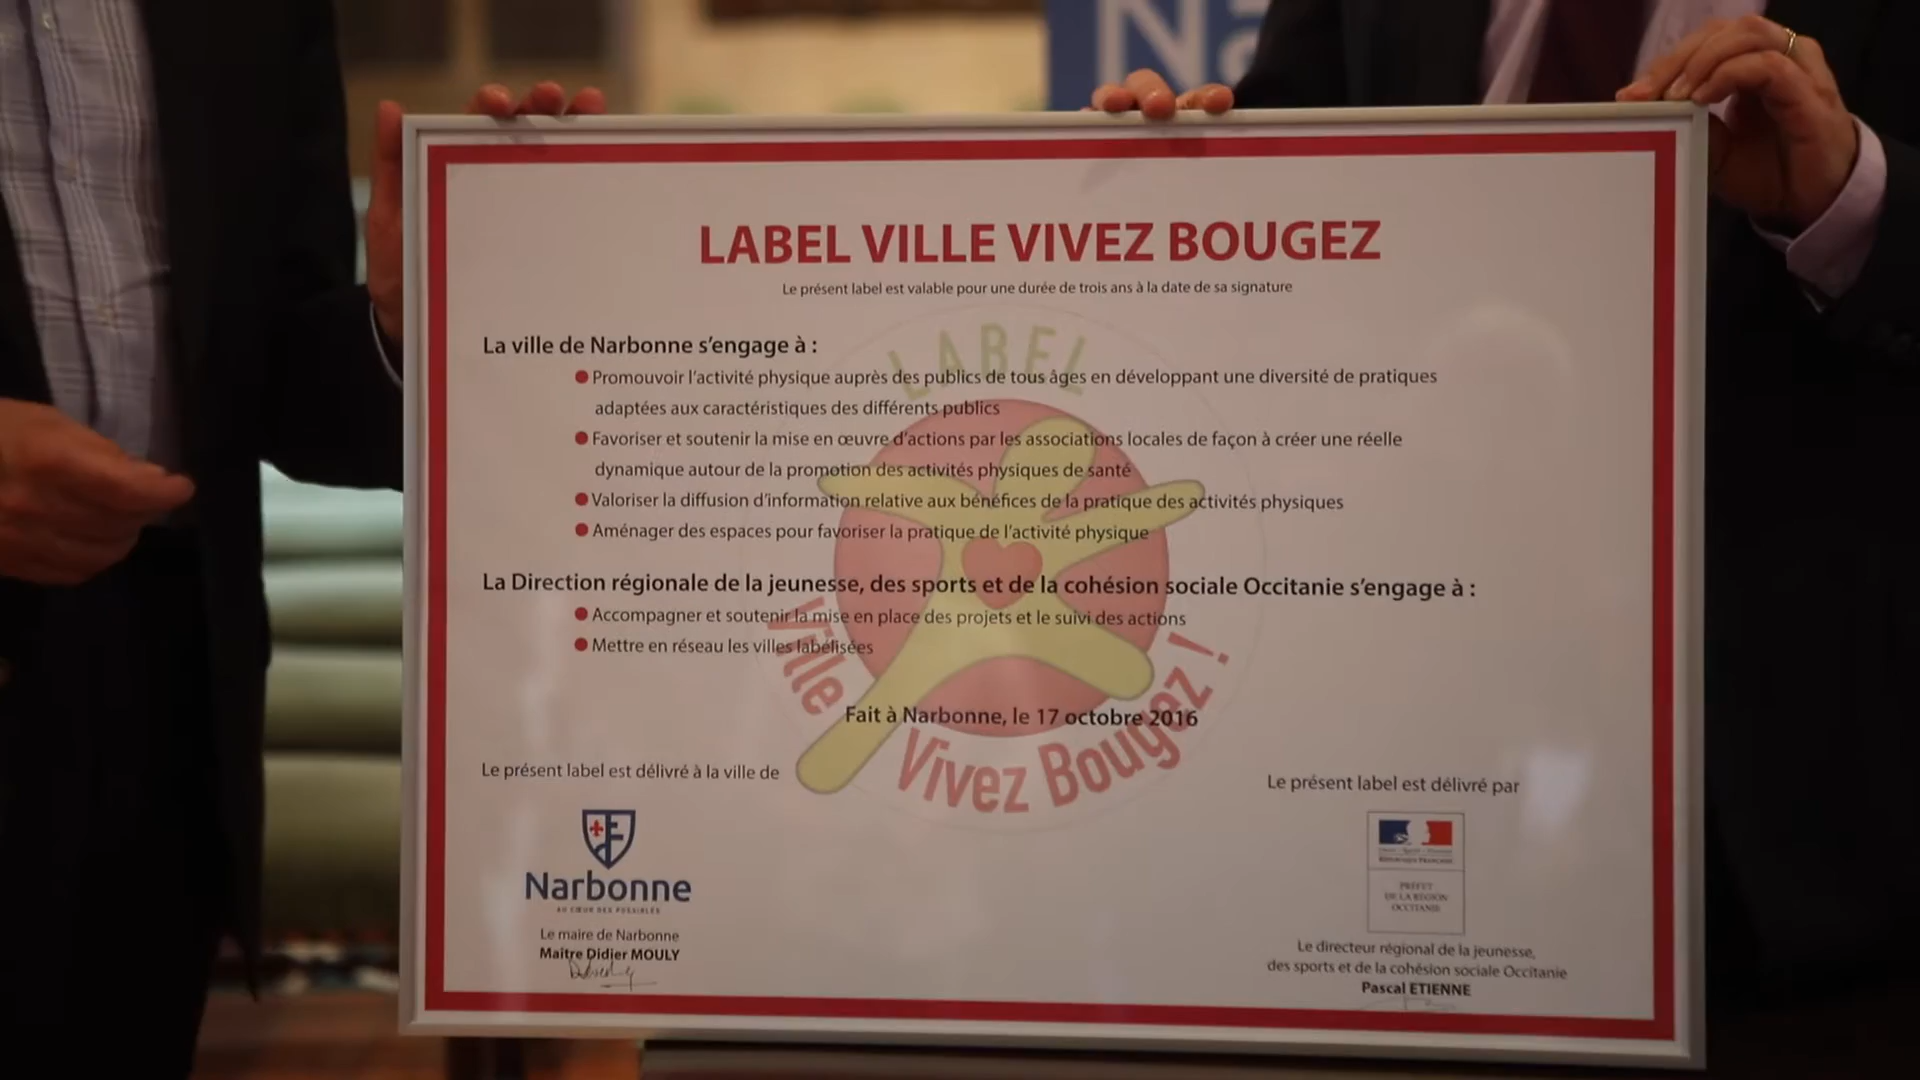 Na
LABEL VILLE VIVEZ BOUGEZ
Le présent label est valable pour une durée de trois ans à la date de sa signature
La ville de Narbonne s'engage à :
Promouvoir l'activité physique auprès des publics de tous âges en développant une diversité de pratiques
adaptées aux caractéristiques des différents publics
Favoriser et soutenir la mise en œuvre d'actions par les associations locales de façon à créer une réelle
dynamique autour de la promotion des activités physiques de santé
Valoriser la diffusion d'information relative aux bénéfices de la pratique des activités physiques
Aménager des espaces pour favoriser la pratique de l'activité physique
La Direction régionale de la jeunesse, des sports et de la cohésion sociale Occitanie s'engage à :
Accompagner et soutenir la mise en place des projets et le suivi des actions
Mettre en réseau les villes labélisées
LABEL
Ville
Vivez Bougez !
Fait à Narbonne, le 17 octobre 2016
Le présent label est délivré à la ville de
Narbonne
AU CŒUR DES POSSIBLES
Le maire de Narbonne
Maître Didier MOULY
Le présent label est délivré par
RÉPUBLIQUE FRANÇAISE
PRÉFET
DE LA RÉGION
OCCITANIE
Le directeur régional de la jeunesse,
des sports et de la cohésion sociale Occitanie
Pascal ETIENNE